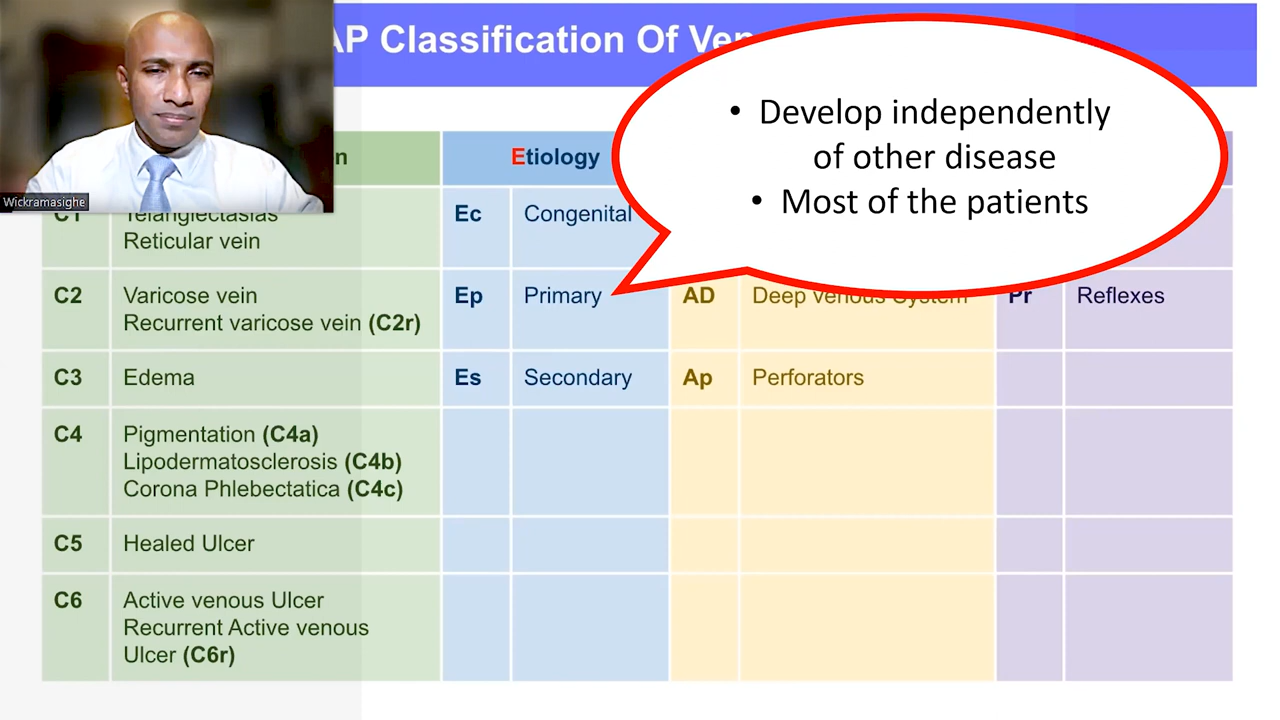 AP Classification Of Ven
• Develop independently
of other disease
• Most of the patients
Wickramasighe
n
Etiology
C1
Telangiectasias
Reticular vein
Ec
Congenital
C2
Varicose vein
Recurrent varicose vein (C2r)
Ep
Primary
AD
Deep venous System
Pr
Reflexes
C3
Edema
Es
Secondary
Ap
Perforators
C4
Pigmentation (C4a)
Lipodermatosclerosis (C4b)
Corona Phlebectatica (C4c)
C5
Healed Ulcer
C6
Active venous Ulcer
Recurrent Active venous
Ulcer (C6r)